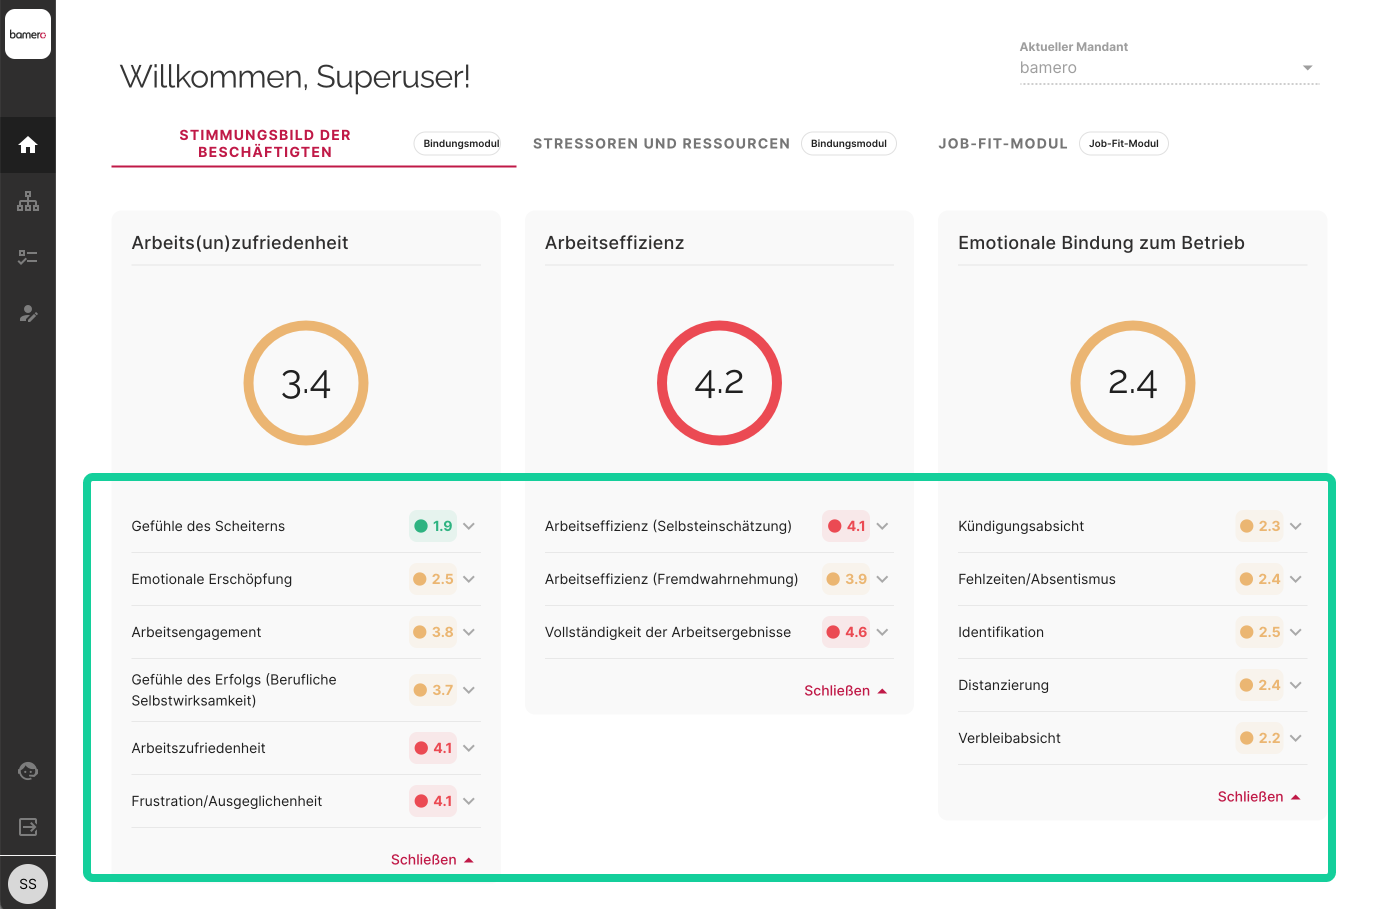 bamero
Aktueller Mandant
bamero
Willkommen, Superuser!
STIMMUNGSBILD DER
BESCHÄFTIGTEN
Bindungsmodul
STRESSOREN UND RESSOURCEN
Bindungsmodul
JOB-FIT-MODUL
Job-Fit-Modul
Arbeits(un)zufriedenheit
3.4
Gefühle des Scheiterns 1.9
Emotionale Erschöpfung 2.5
Arbeitsengagement 3.8
Gefühle des Erfolgs (Berufliche
Selbstwirksamkeit) 3.7
Arbeitszufriedenheit 4.1
Frustration/Ausgeglichenheit 4.1
Schließen
Arbeitseffizienz
4.2
Arbeitseffizienz (Selbsteinschätzung) 4.1
Arbeitseffizienz (Fremdwahrnehmung) 3.9
Vollständigkeit der Arbeitsergebnisse 4.6
Schließen
Emotionale Bindung zum Betrieb
2.4
Kündigungsabsicht 2.3
Fehlzeiten/Absentismus 2.4
Identifikation 2.5
Distanzierung 2.4
Verbleibabsicht 2.2
Schließen
SS